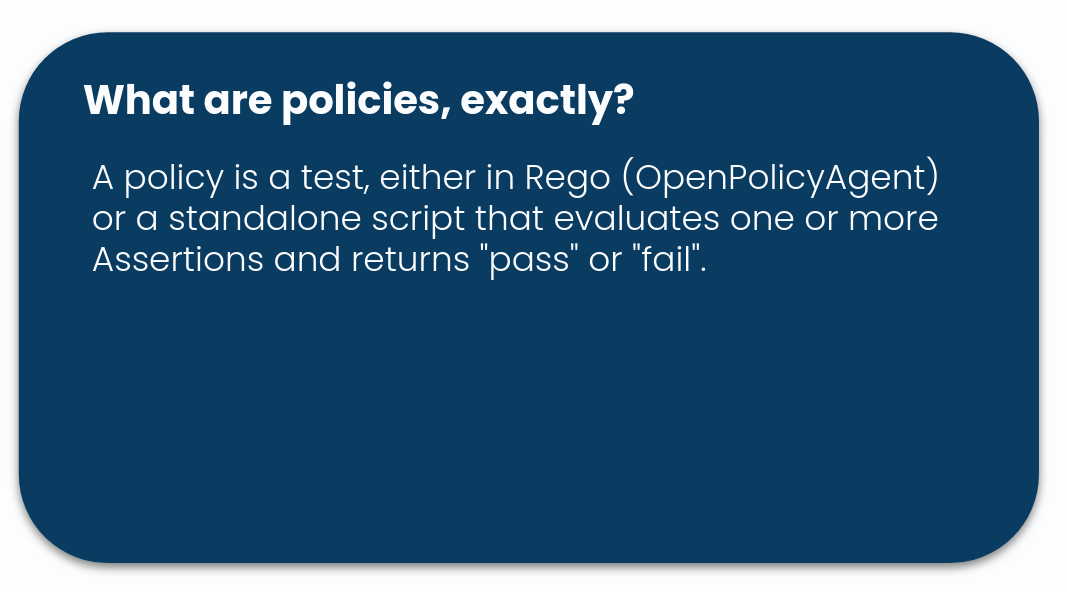 What are policies, exactly?
A policy is a test, either in Rego (OpenPolicyAgent)
or a standalone script that evaluates one or more
Assertions and returns "pass" or "fail".